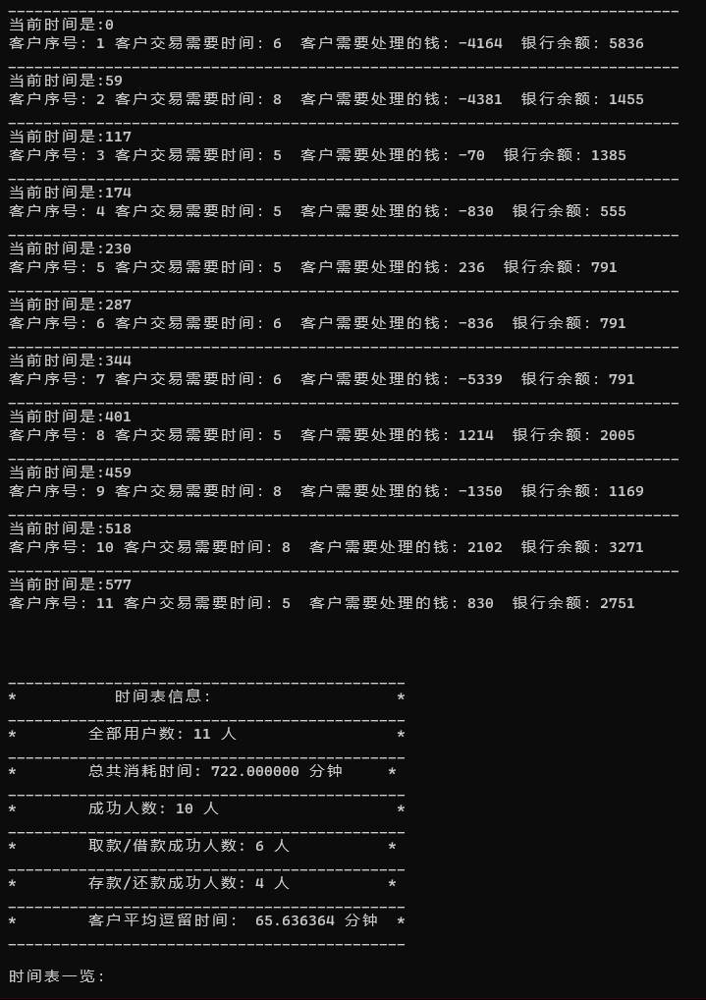 当前时间是:0
客户序号: 1 客户交易需要时间: 6  客户需要处理的钱: -4164  银行余额: 5836
当前时间是:59
客户序号: 2 客户交易需要时间: 8  客户需要处理的钱: -4381  银行余额: 1455
当前时间是:117
客户序号: 3 客户交易需要时间: 5  客户需要处理的钱: -70  银行余额: 1385
当前时间是:174
客户序号: 4 客户交易需要时间: 5  客户需要处理的钱: -830  银行余额: 555
当前时间是:230
客户序号: 5 客户交易需要时间: 5  客户需要处理的钱: 236  银行余额: 791
当前时间是:287
客户序号: 6 客户交易需要时间: 6  客户需要处理的钱: -836  银行余额: 791
当前时间是:344
客户序号: 7 客户交易需要时间: 6  客户需要处理的钱: -5339  银行余额: 791
当前时间是:401
客户序号: 8 客户交易需要时间: 5  客户需要处理的钱: 1214  银行余额: 2005
当前时间是:459
客户序号: 9 客户交易需要时间: 8  客户需要处理的钱: -1350  银行余额: 1169
当前时间是:518
客户序号: 10 客户交易需要时间: 8  客户需要处理的钱: 2102  银行余额: 3271
当前时间是:577
客户序号: 11 客户交易需要时间: 5  客户需要处理的钱: 830  银行余额: 2751
* 时间表信息: *
* 全部用户数: 11 人 *
* 总共消耗时间: 722.000000 分钟 *
* 成功人数: 10 人 *
* 取款/借款成功人数: 6 人 *
* 存款/还款成功人数: 4 人 *
* 客户平均逗留时间:  65.636364 分钟 *
时间表一览: